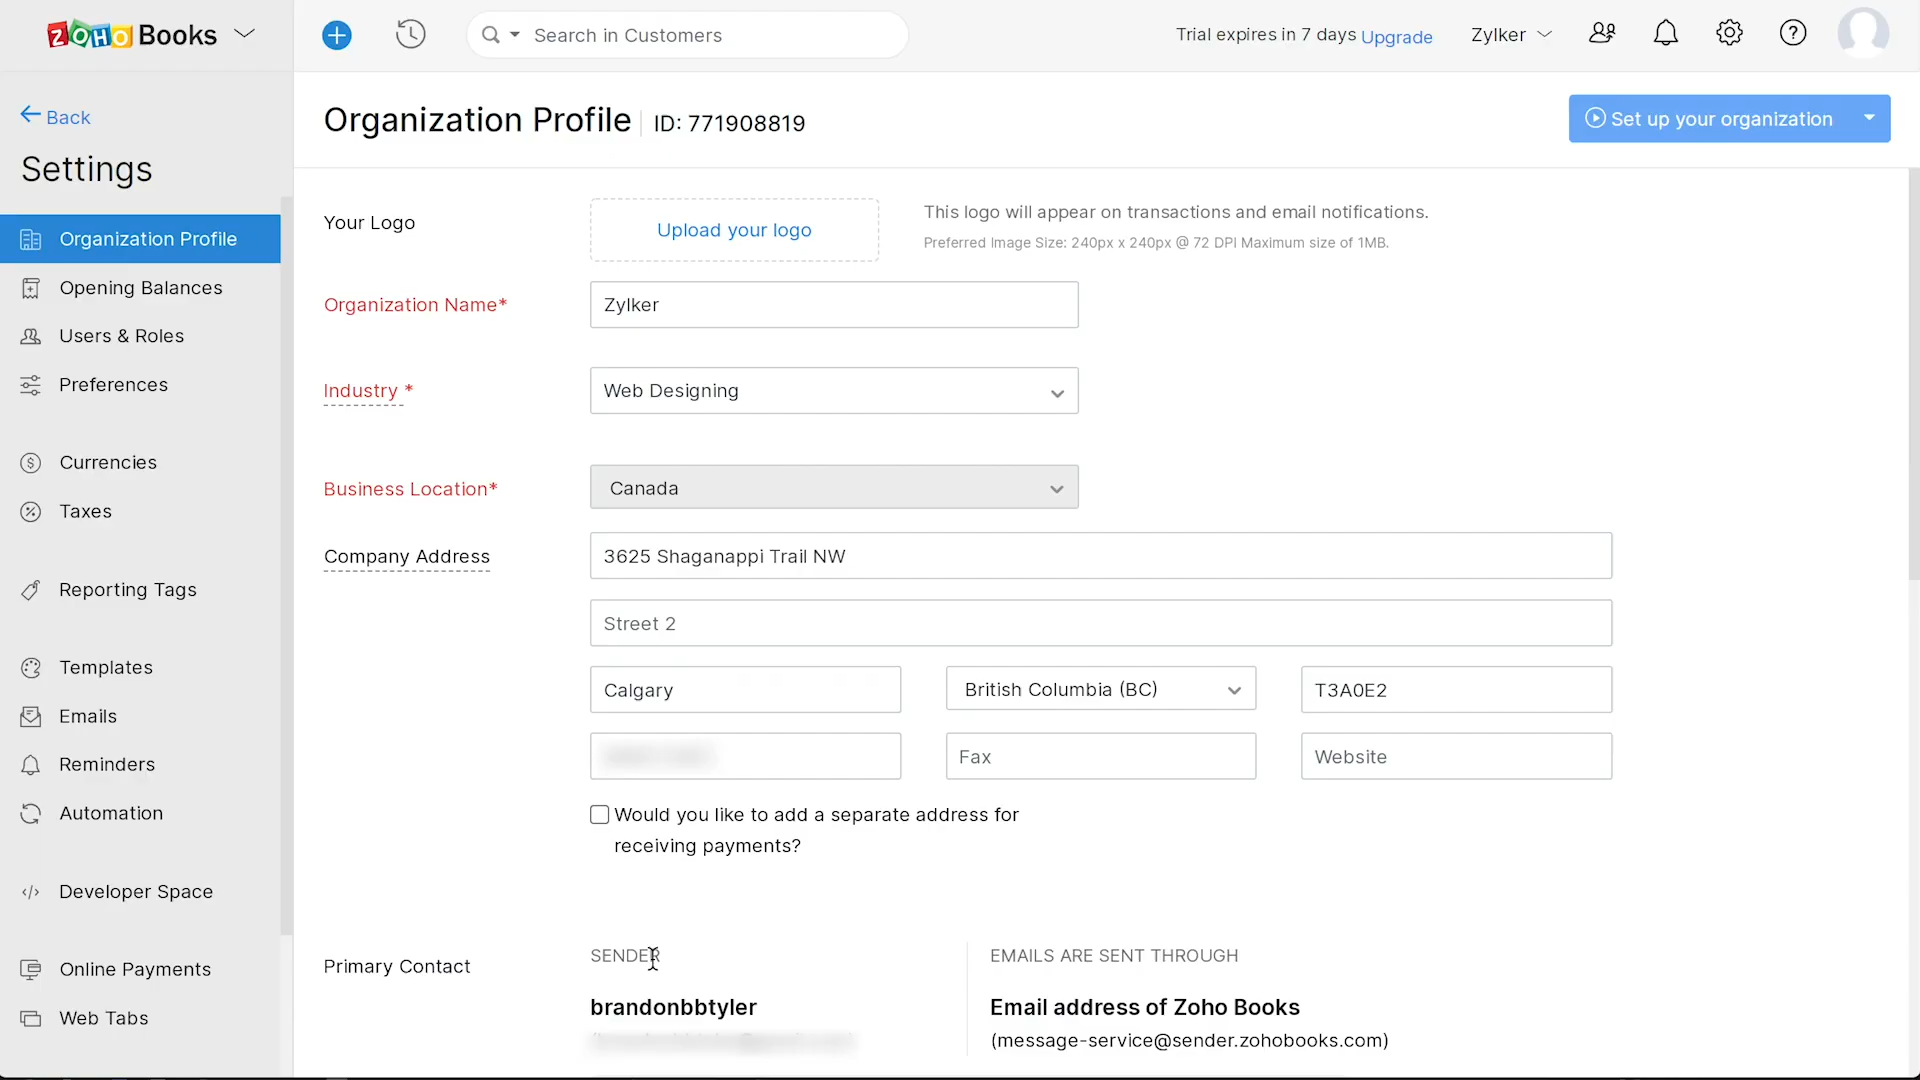 ZOHO Books
Search in Customers
Trial expires in 7 days Upgrade
Zylker
Back
Settings
Organization Profile
Opening Balances
Users & Roles
Preferences
Currencies
Taxes
Reporting Tags
Templates
Emails
Reminders
Automation
Developer Space
Online Payments
Web Tabs
Organization Profile ID: 771908819
Set up your organization
Your Logo
Upload your logo
This logo will appear on transactions and email notifications.
Preferred Image Size: 240px x 240px @ 72 DPI Maximum size of 1MB.
Organization Name*
Zylker
Industry *
Web Designing
Business Location*
Canada
Company Address
3625 Shaganappi Trail NW
Street 2
Calgary
British Columbia (BC)
T3A0E2
Fax
Website
Would you like to add a separate address for
receiving payments?
Primary Contact
SENDER
brandonbbtyler
EMAILS ARE SENT THROUGH
Email address of Zoho Books
(message-service@sender.zohobooks.com)